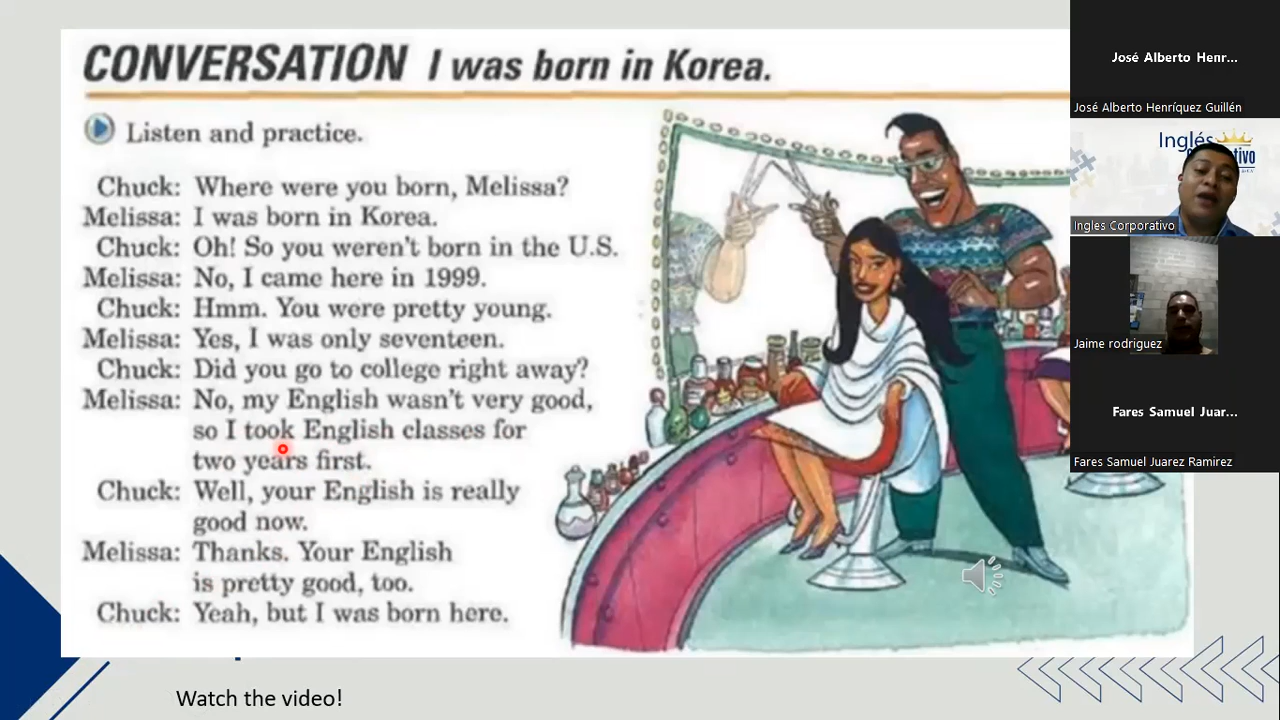 CONVERSATION I was born in Korea.
Listen and practice.
Chuck: Where were you born, Melissa?
Melissa: I was born in Korea.
Chuck: Oh! So you weren't born in the U.S.
Melissa: No, I came here in 1999.
Chuck: Hmm. You were pretty young.
Melissa: Yes, I was only seventeen.
Chuck: Did you go to college right away?
Melissa: No, my English wasn't very good,
so I took English classes for
two years first.
Chuck: Well, your English is really
good now.
Melissa: Thanks. Your English
is pretty good, too.
Chuck: Yeah, but I was born here.
Watch the video!
José Alberto Henr...
José Alberto Henríquez Guillén
Inglés
Ingles Corporativo
Jaime rodriguez
Fares Samuel Juar...
Fares Samuel Juarez Ramirez